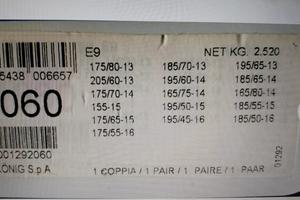 E9 NET KG. 2.520
5438 006657
060
175/80-13 185/70-13 195/65-13
205/60-13 195/60-14 185/65-14
175/70-14 165/75-14 165/80-14
155-15 195/50-15 185/55-15
175/65-15 195/45-16 185/50-16
175/55-16
001292060
KÖNIG S.p.A
1 COPPIA / 1 PAIR / 1 PAIRE / 1 PAAR
01292